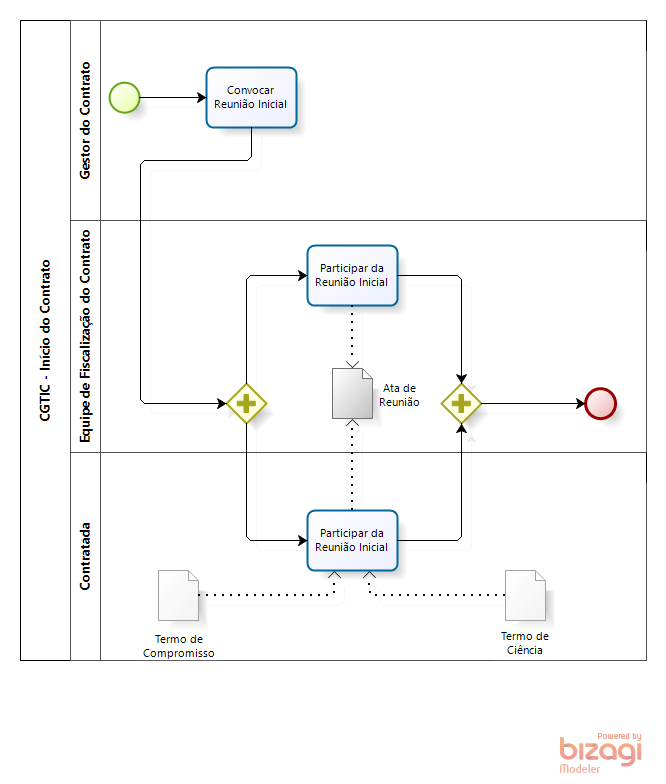 CGTIC - Início do Contrato
Gestor do Contrato
Convocar
Reunião Inicial
Equipe de Fiscalização do Contrato
Participar da
Reunião Inicial
Ata de
Reunião
Contratada
Participar da
Reunião Inicial
Termo de
Compromisso
Termo de
Ciência
Powered by
bizagi
Modeler